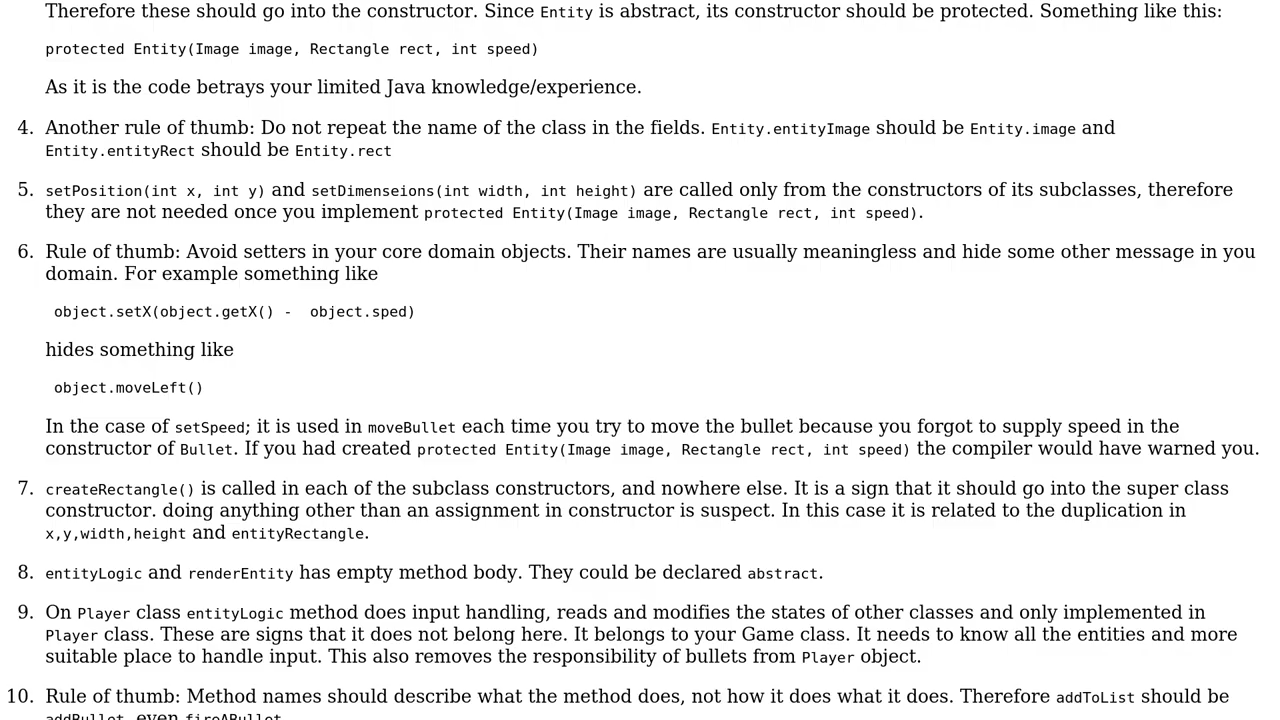 Therefore these should go into the constructor. Since Entity is abstract, its constructor should be protected. Something like this:
protected Entity(Image image, Rectangle rect, int speed)
As it is the code betrays your limited Java knowledge/experience.
4. Another rule of thumb: Do not repeat the name of the class in the fields. Entity.entityImage should be Entity.image and
Entity.entityRect should be Entity.rect
5. setPosition(int x, int y) and setDimenseions(int width, int height) are called only from the constructors of its subclasses, therefore
they are not needed once you implement protected Entity(Image image, Rectangle rect, int speed).
6. Rule of thumb: Avoid setters in your core domain objects. Their names are usually meaningless and hide some other message in you
domain. For example something like
object.setX(object.getX() -  object.sped)
hides something like
object.moveLeft()
In the case of setSpeed; it is used in moveBullet each time you try to move the bullet because you forgot to supply speed in the
constructor of Bullet. If you had created protected Entity(Image image, Rectangle rect, int speed) the compiler would have warned you.
7. createRectangle() is called in each of the subclass constructors, and nowhere else. It is a sign that it should go into the super class
constructor. doing anything other than an assignment in constructor is suspect. In this case it is related to the duplication in
x,y,width,height and entityRectangle.
8. entityLogic and renderEntity has empty method body. They could be declared abstract.
9. On Player class entityLogic method does input handling, reads and modifies the states of other classes and only implemented in
Player class. These are signs that it does not belong here. It belongs to your Game class. It needs to know all the entities and more
suitable place to handle input. This also removes the responsibility of bullets from Player object.
10. Rule of thumb: Method names should describe what the method does, not how it does what it does. Therefore addToList should be
addBullet, even fireABullet